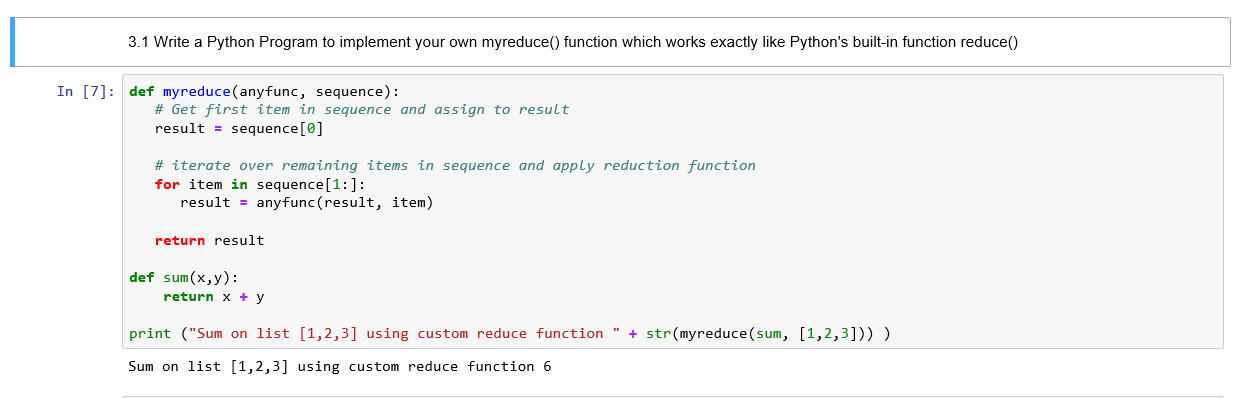 3.1 Write a Python Program to implement your own myreduce() function which works exactly like Python's built-in function reduce()
In [7]: def myreduce(anyfunc, sequence):
# Get first item in sequence and assign to result
result = sequence[0]
# iterate over remaining items in sequence and apply reduction function
for item in sequence[1:]:
result = anyfunc(result, item)
return result
def sum(x,y):
return x + y
print ("Sum on list [1,2,3] using custom reduce function " + str(myreduce(sum, [1,2,3])) )
Sum on list [1,2,3] using custom reduce function 6